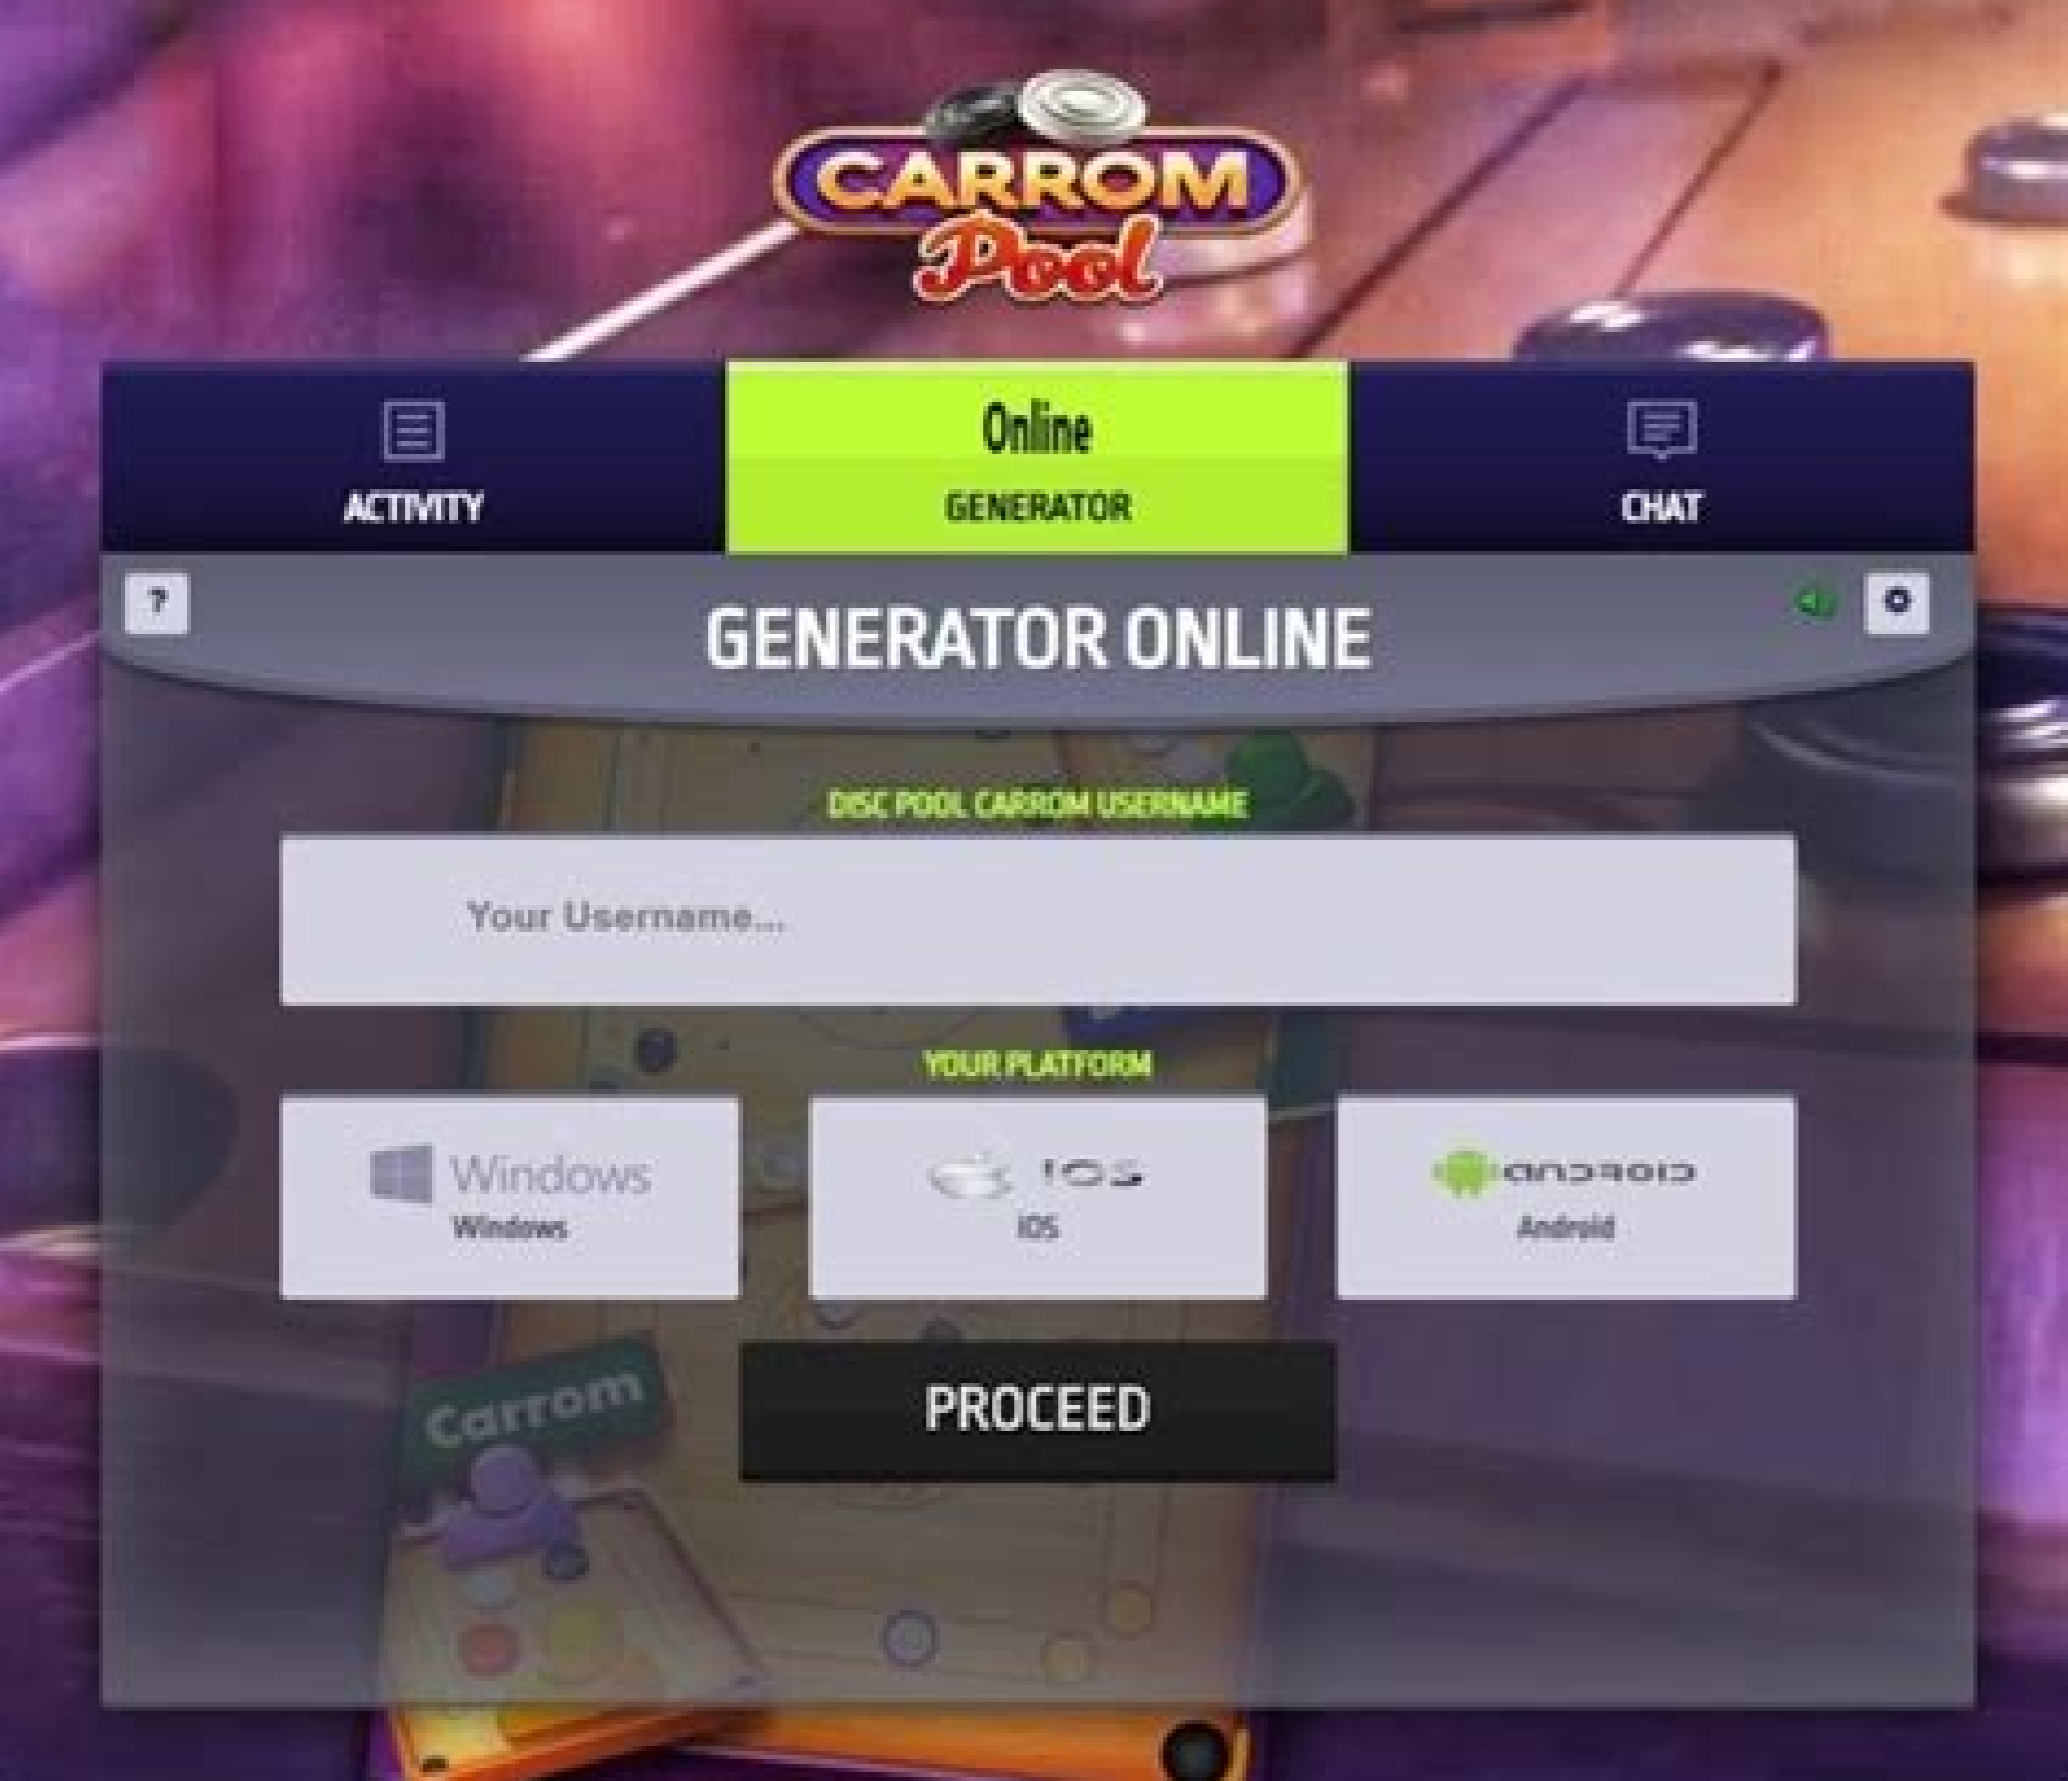 CARROM
Pool
ACTIVITY
Online
GENERATOR
CHAT
?
GENERATOR ONLINE
DISC POOL CARROM USERNAME
Your Username...
YOUR PLATFORM
Windows
Windows
IOS
IOS
ANDROID
Android
PROCEED
Carrom